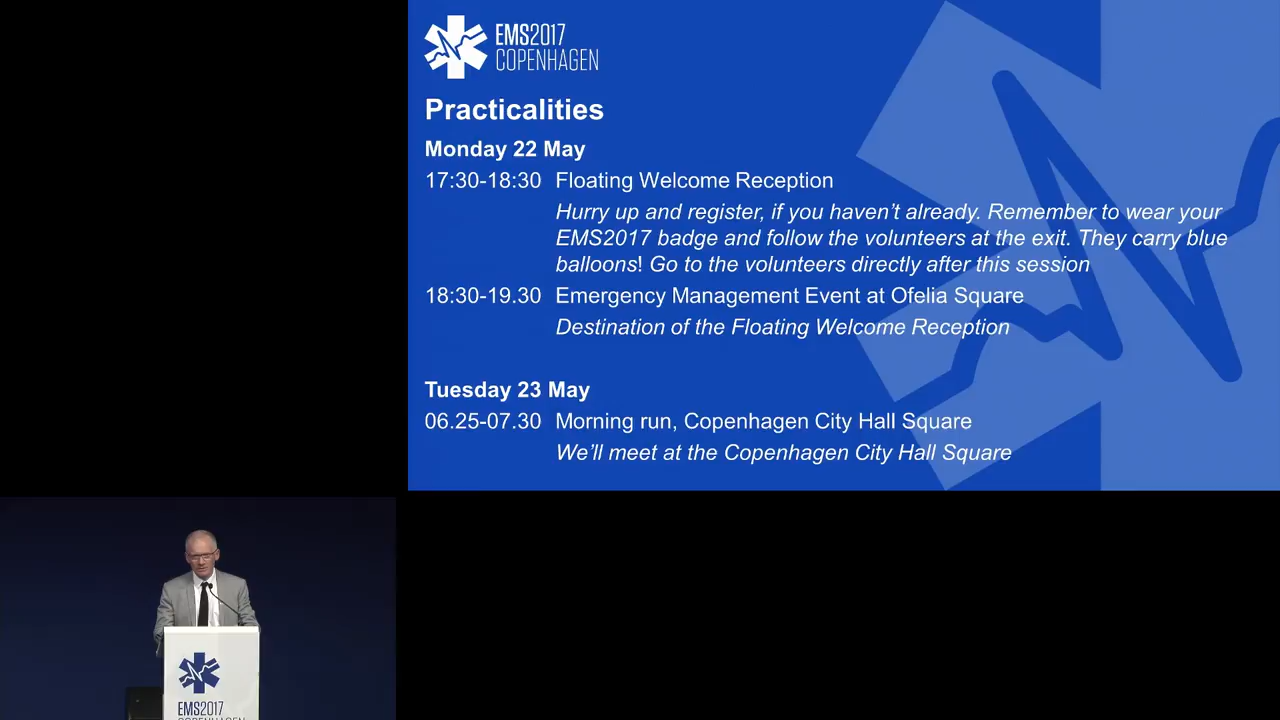 EMS2017
COPENHAGEN
Practicalities
Monday 22 May
17:30-18:30 Floating Welcome Reception
Hurry up and register, if you haven’t already. Remember to wear your
EMS2017 badge and follow the volunteers at the exit. They carry blue
balloons! Go to the volunteers directly after this session
18:30-19.30 Emergency Management Event at Ofelia Square
Destination of the Floating Welcome Reception
Tuesday 23 May
06.25-07.30 Morning run, Copenhagen City Hall Square
We’ll meet at the Copenhagen City Hall Square
EMS2017
COPENHAGEN